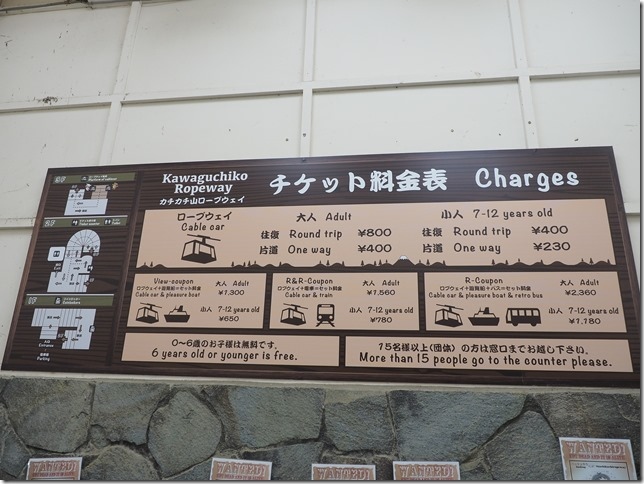 Kawaguchiko
Ropeway
カチカチ山ロープウェイ
チケット料金表 Charges
ロープウェイ
Cable car
大人 Adult
往復 Round trip ¥800
片道 One way ¥400
小人 7-12 years old
往復 Round trip ¥400
片道 One way ¥230
View-coupon
Cable car & pleasure boat
大人 Adult
¥1,300
小人 7-12 years old
¥650
R&R-Coupon
Cable car & train
大人 Adult
¥1,560
小人 7-12 years old
¥780
R-Coupon
Cable car & pleasure boat & retro bus
大人 Adult
¥2,360
小人 7-12 years old
¥1,180
0〜6歳のお子様は無料です。
6 years old or younger is free.
15名様以上(団体) の方は窓口までお越し下さい。
More than 15 people go to the counter please.
WANTED!
WANTED!
WANTED!
WANTED!
WANTED!